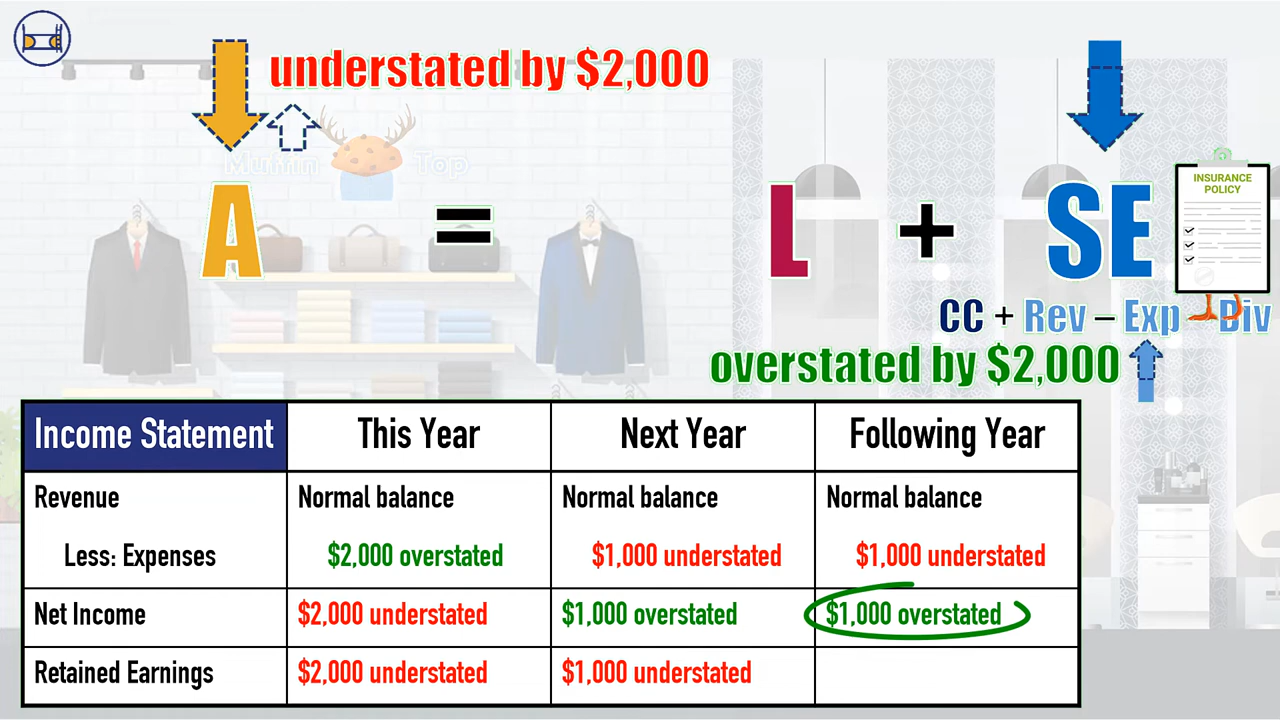 understated by $2,000
Muffin Top
A = L + SE
INSURANCE
POLICY
CC + Rev – Exp – Div
overstated by $2,000
Income Statement This Year Next Year Following Year
Revenue Normal balance Normal balance Normal balance
Less: Expenses $2,000 overstated $1,000 understated $1,000 understated
Net Income $2,000 understated $1,000 overstated $1,000 overstated
Retained Earnings $2,000 understated $1,000 understated